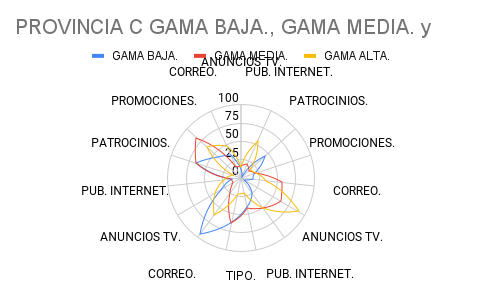 PROVINCIA C GAMA BAJA., GAMA MEDIA. y
GAMA BAJA. GAMA MEDIA. GAMA ALTA.
ANUNCIOS TV.
CORREO. PUB. INTERNET.
PROMOCIONES. PATROCINIOS.
100
75
PATROCINIOS. PROMOCIONES.
50
25
0
PUB. INTERNET. CORREO.
ANUNCIOS TV. ANUNCIOS TV.
CORREO. TIPO. PUB. INTERNET.